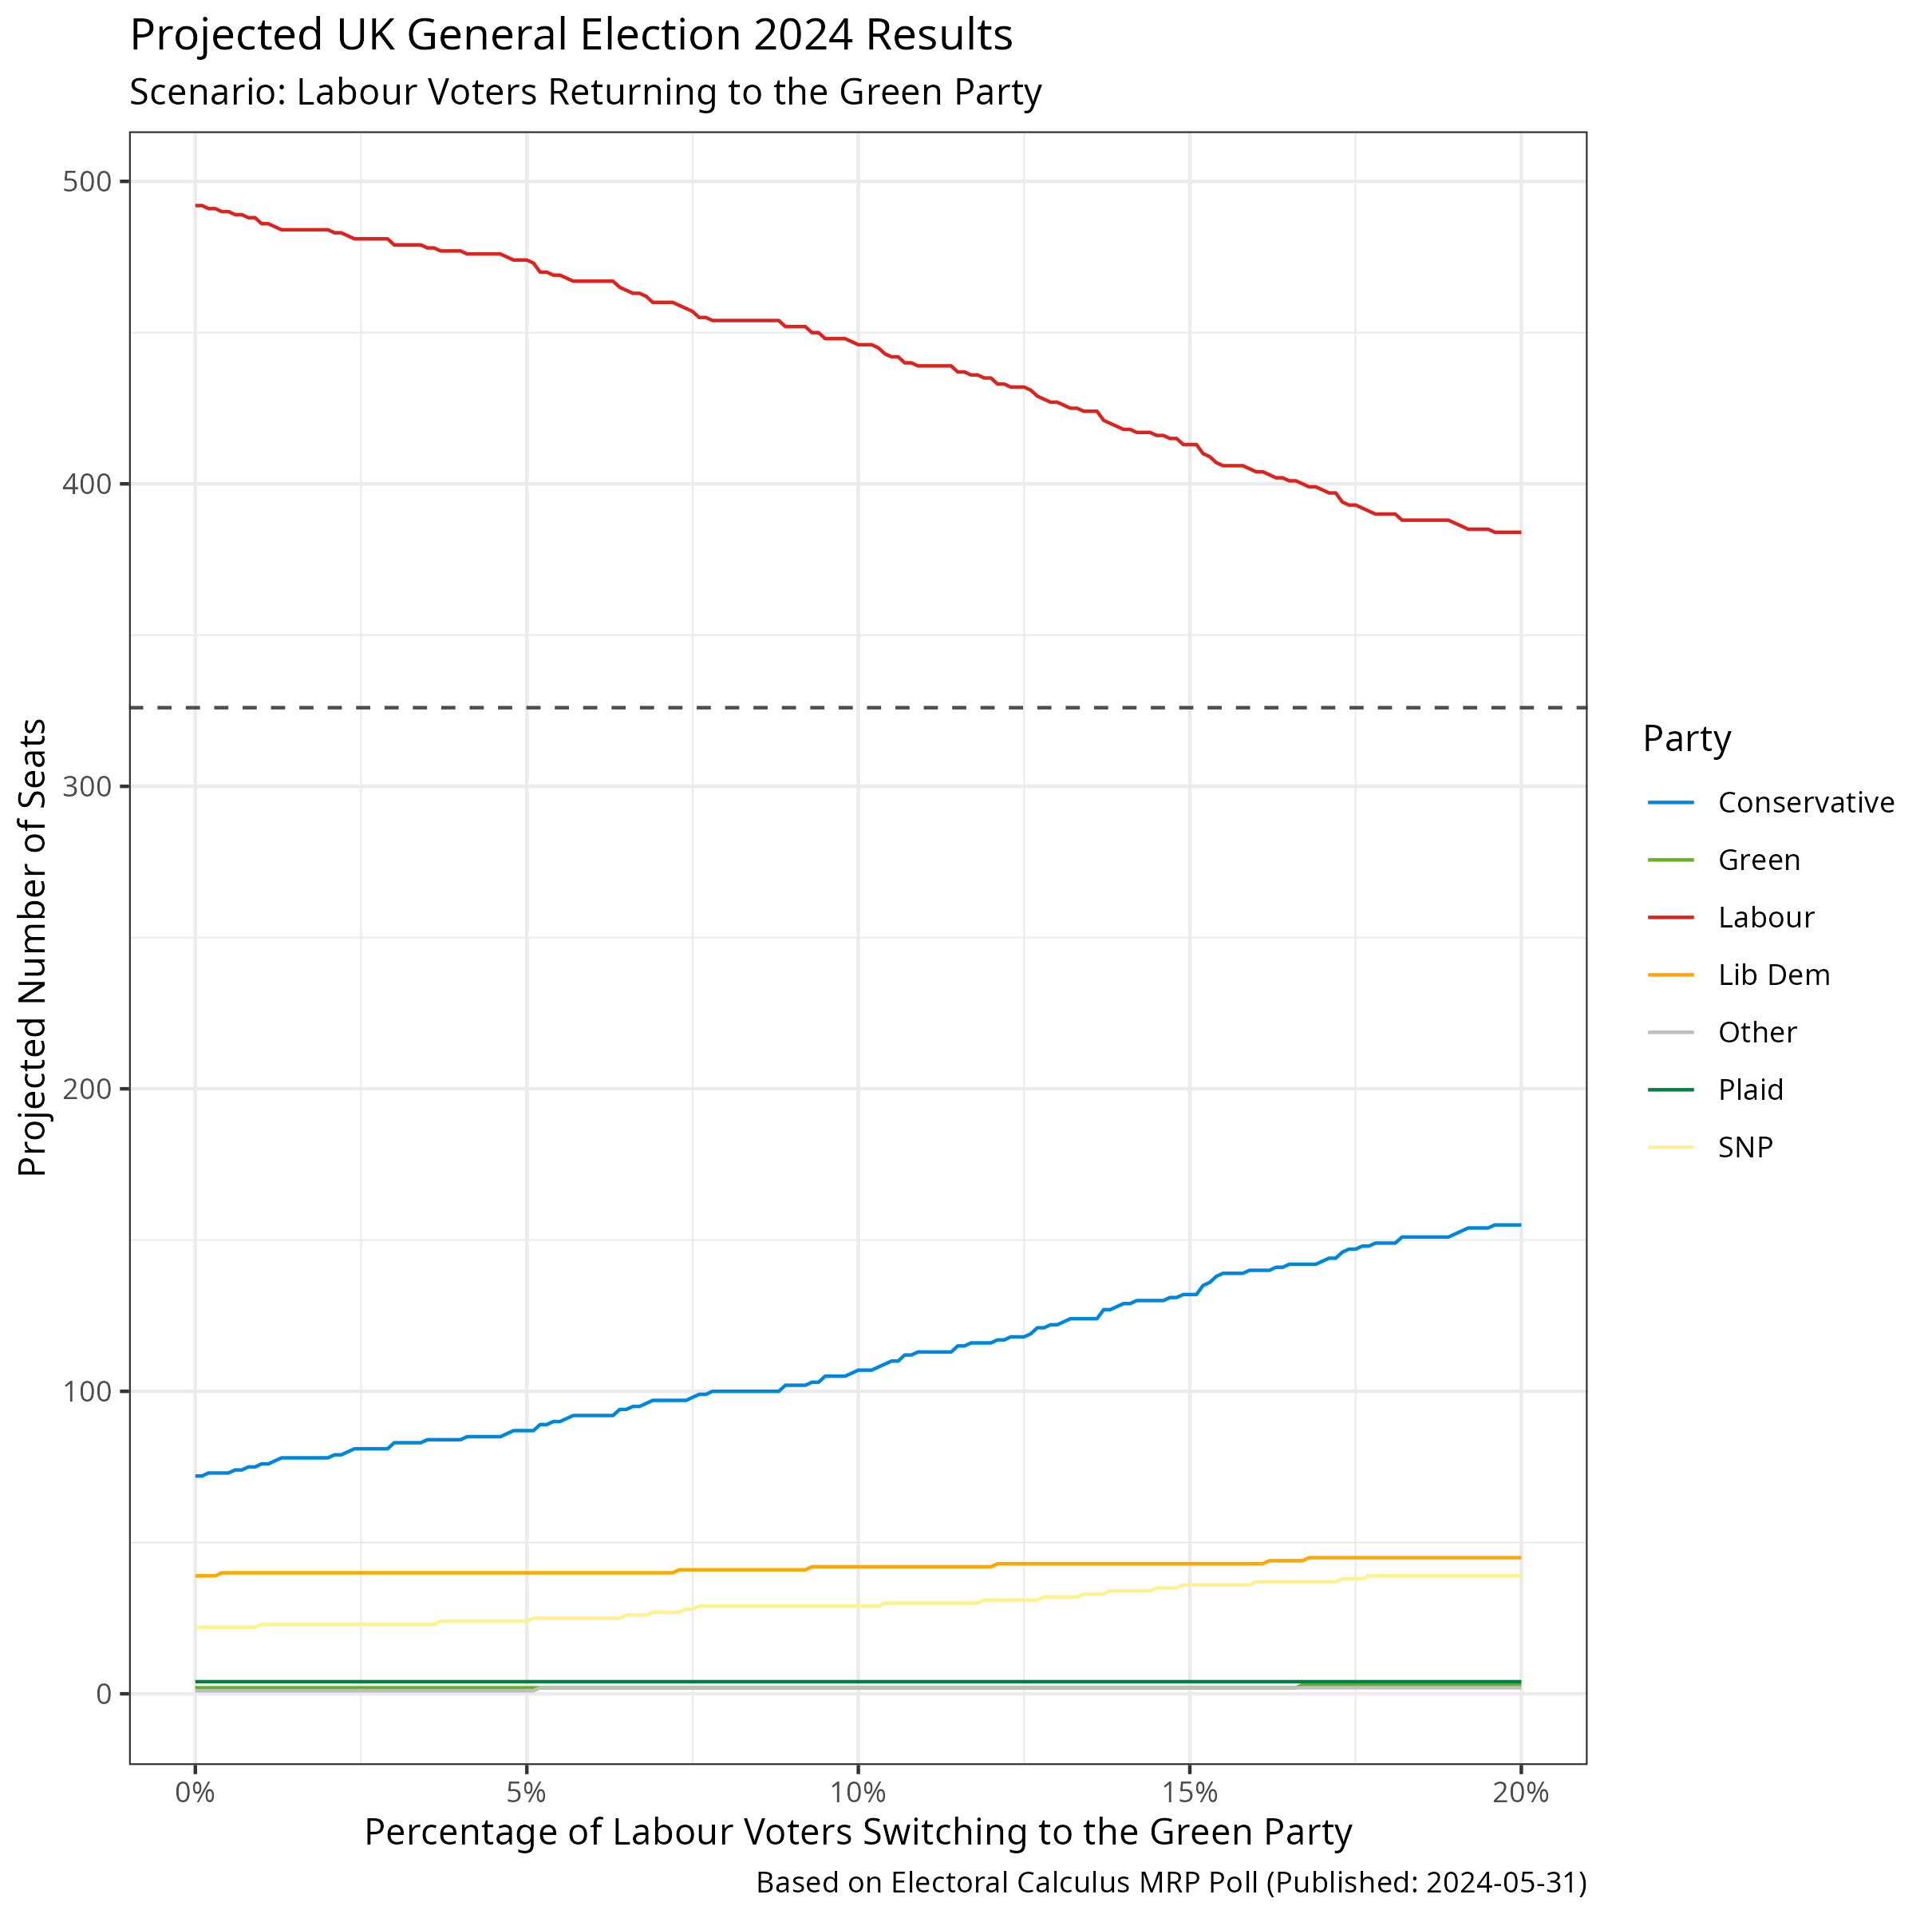 Projected UK General Election 2024 Results
Scenario: Labour Voters Returning to the Green Party
Projected Number of Seats
500
400
300
200
100
0
0%
5%
10%
15%
20%
Percentage of Labour Voters Switching to the Green Party
Based on Electoral Calculus MRP Poll (Published: 2024-05-31)
Party
Conservative
Green
Labour
Lib Dem
Other
Plaid
SNP